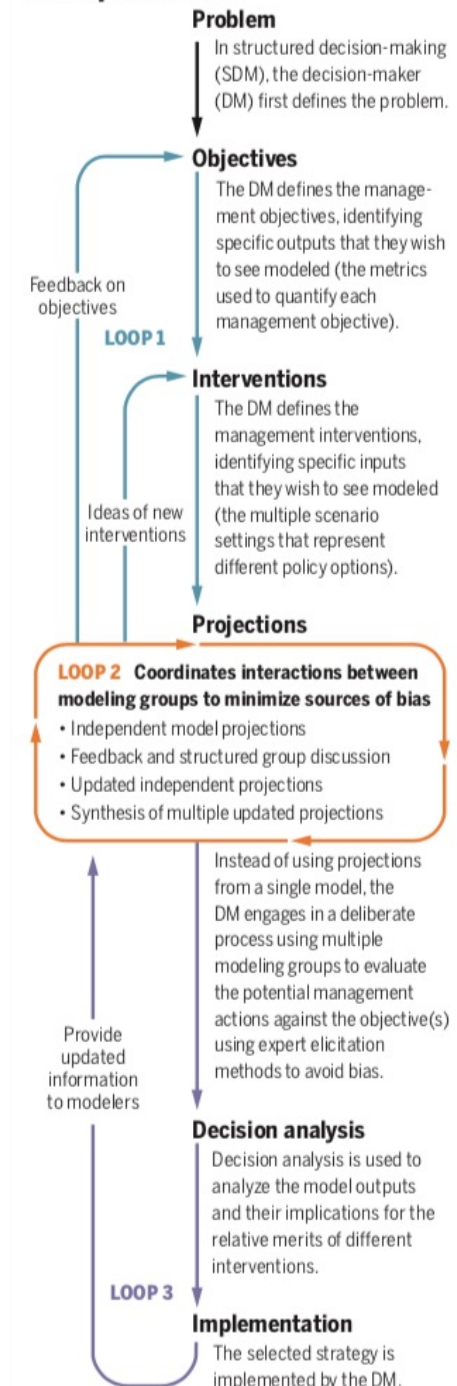 Problem
In structured decision-making
(SDM), the decision-maker
(DM) first defines the problem.
Objectives
The DM defines the manage-
ment objectives, identifying
specific outputs that they wish
to see modeled (the metrics
used to quantify each
management objective).
Feedback on
objectives
LOOP 1
Interventions
The DM defines the
management interventions,
identifying specific inputs
that they wish to see modeled
(the multiple scenario
settings that represent
different policy options).
Ideas of new
interventions
Projections
LOOP 2 Coordinates interactions between
modeling groups to minimize sources of bias
• Independent model projections
• Feedback and structured group discussion
• Updated independent projections
• Synthesis of multiple updated projections
Instead of using projections
from a single model, the
DM engages in a deliberate
process using multiple
modeling groups to evaluate
the potential management
actions against the objective(s)
using expert elicitation
methods to avoid bias.
Provide
updated
information
to modelers
Decision analysis
Decision analysis is used to
analyze the model outputs
and their implications for the
relative merits of different
interventions.
LOOP 3
Implementation
The selected strategy is
implemented by the DM.